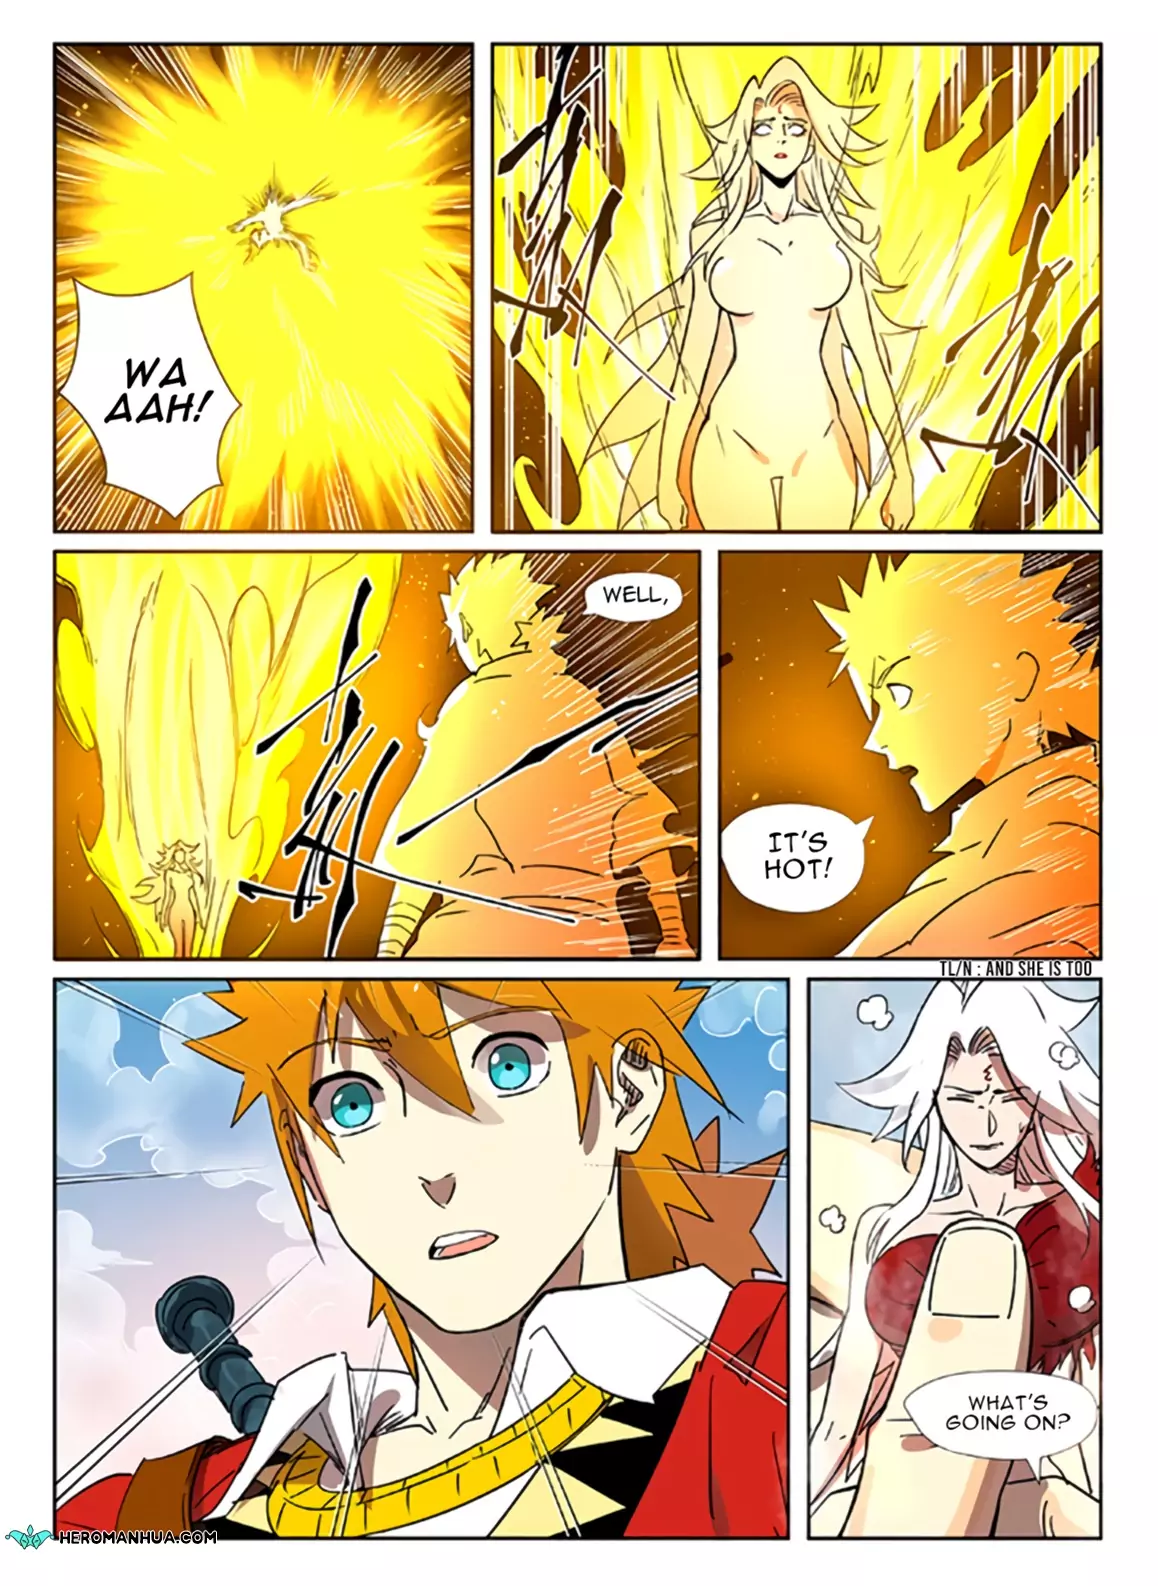 WA
AAH!
WELL,
IT'S
HOT!
TL/N : AND SHE IS TOO
WHAT'S
GOING ON?
HEROMANHUA.COM